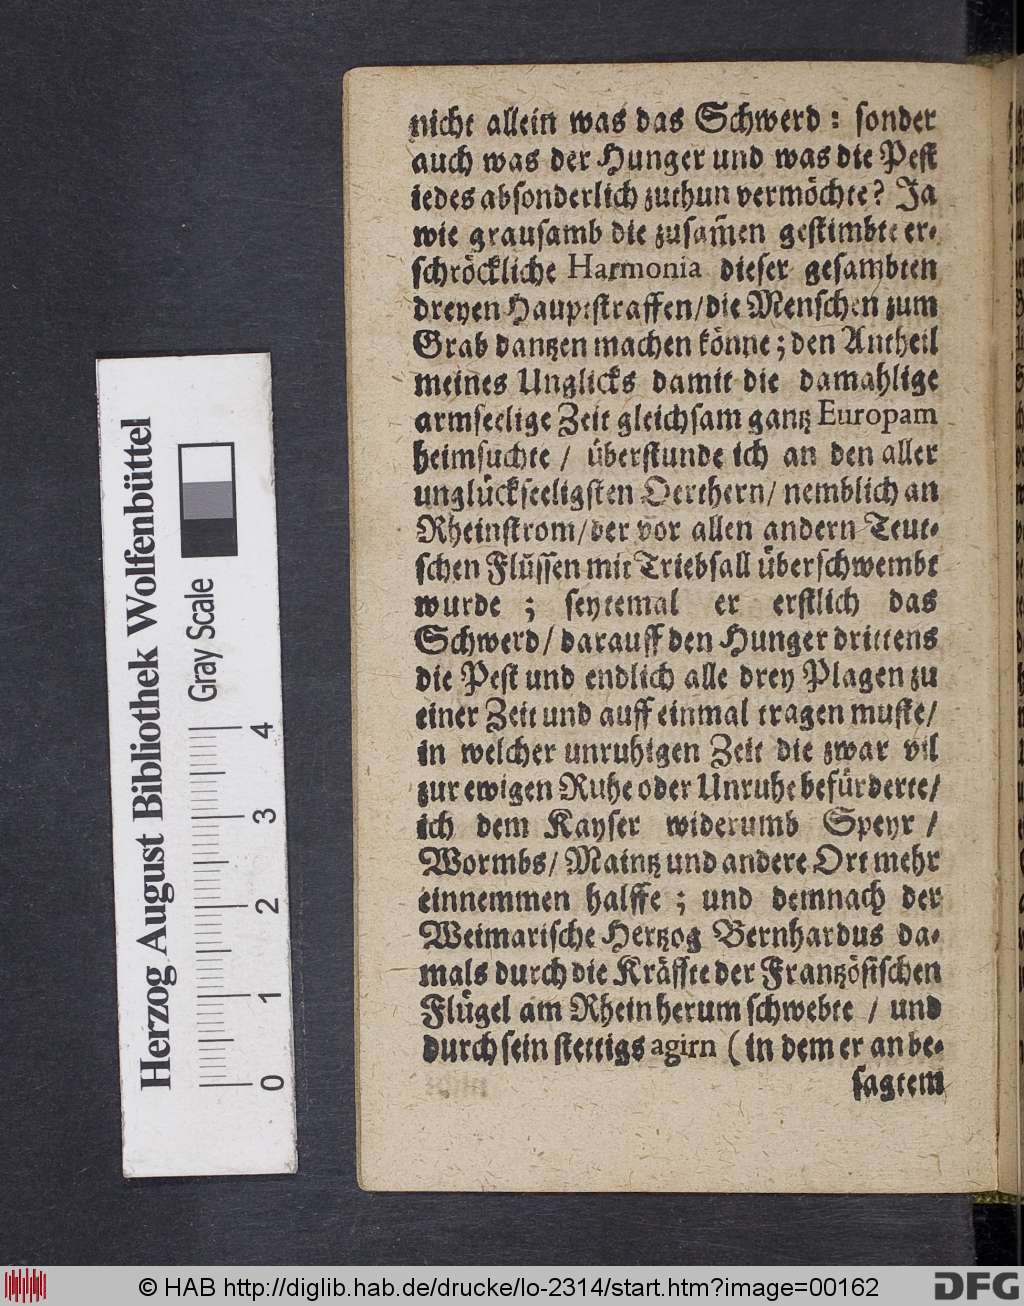 nicht allein was das Schwerd : sonder
auch was der Hunger und was die Pest
iedes absonderlich zuthun vermöchte? Ja
wie grausamb die zusam̃en gestimbte er-
schröckliche Harmonia dieser gesambten
dreyen Hauptstraffen/die Menschen zum
Grab dantzen machen könne; den Antheil
meines Unglicks damit die damahlige
armseelige Zeit gleichsam gantz Europam
heimsuchte / überstunde ich an den aller
unglückseeligsten Oerthern/ nemblich an
Rheinstrom/der vor allen andern Teut-
schen Flüssen mit Triebsall überschwembt
wurde ; seytemal er erstlich das
Schwerd/ darauff den Hunger drittens
die Pest und endlich alle drey Plagen zu
einer Zeit und auff einmal tragen muste/
in welcher unruhigen Zeit die zwar vil
zur ewigen Ruhe oder Unruhe befürderte/
ich dem Kayser widerumb Speyr /
Wormbs/ Maintz und andere Ort mehr
einnemmen halffe ; und demnach der
Weimarische Hertzog Bernhardus da-
mals durch die Kräffte der Frantzösischen
Flügel am Rhein herum schwebte / und
durch sein stettigs agirn ( in dem er an be-
sagtem
Herzog August Bibliothek Wolfenbüttel
Gray Scale
0 1 2 3 4
© HAB http://diglib.hab.de/drucke/lo-2314/start.htm?image=00162
DFG